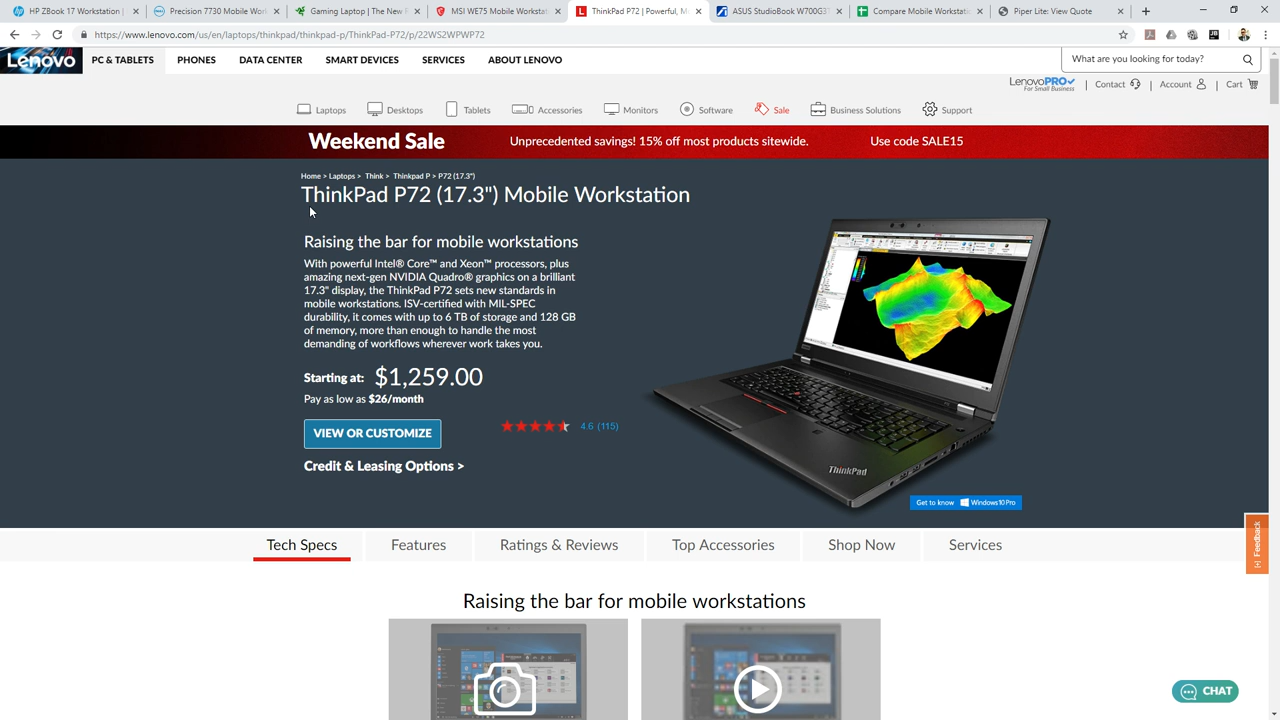 HP ZBook 17 Workstation |
Precision 7730 Mobile Wor
Gaming Laptop | The New
MSI WE75 Mobile Workstat
ThinkPad P72 | Powerful, M
ASUS StudioBook W700G3T
Compare Mobile Workstatio
Piper Lite: View Quote
https://www.lenovo.com/us/en/laptops/thinkpad/thinkpad-p/ThinkPad-P72/p/22WS2WPWP72
Lenovo
PC & TABLETS
PHONES
DATA CENTER
SMART DEVICES
SERVICES
ABOUT LENOVO
What are you looking for today?
LenovoPRO
For Small Business
Contact
Account
Cart
Laptops
Desktops
Tablets
Accessories
Monitors
Software
Sale
Business Solutions
Support
Weekend Sale
Unprecedented savings! 15% off most products sitewide.
Use code SALE15
Home > Laptops > Think > Thinkpad P > P72 (17.3")
ThinkPad P72 (17.3") Mobile Workstation
Raising the bar for mobile workstations
With powerful Intel® Core™ and Xeon™ processors, plus
amazing next-gen NVIDIA Quadro® graphics on a brilliant
17.3" display, the ThinkPad P72 sets new standards in
mobile workstations. ISV-certified with MIL-SPEC
durability, it comes with up to 6 TB of storage and 128 GB
of memory, more than enough to handle the most
demanding of workflows wherever work takes you.
Starting at: $1,259.00
Pay as low as $26/month
VIEW OR CUSTOMIZE
4.6 (115)
Credit & Leasing Options >
ThinkPad
Get to know Windows10Pro
[+] Feedback
Tech Specs
Features
Ratings & Reviews
Top Accessories
Shop Now
Services
Raising the bar for mobile workstations
CHAT